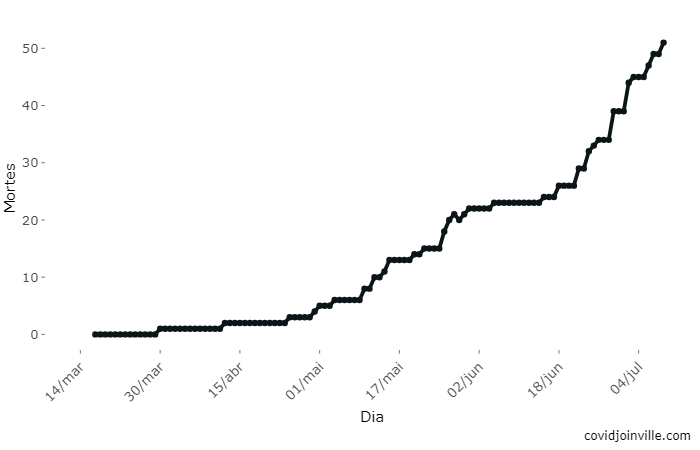 50
40
30
20
10
0
Mortes
14/mar
30/mar
15/abr
01/mai
17/mai
02/jun
18/jun
04/jul
Dia
covidjoinville.com